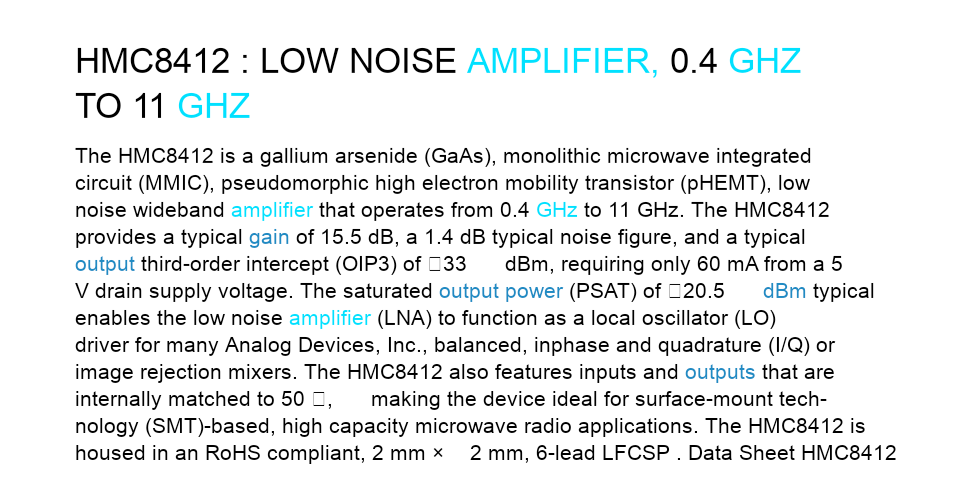 HMC8412 : LOW NOISE AMPLIFIER, 0.4 GHZ
TO 11 GHZ
The HMC8412 is a gallium arsenide (GaAs), monolithic microwave integrated
circuit (MMIC), pseudomorphic high electron mobility transistor (pHEMT), low
noise wideband amplifier that operates from 0.4 GHz to 11 GHz. The HMC8412
provides a typical gain of 15.5 dB, a 1.4 dB typical noise figure, and a typical
output third-order intercept (OIP3) of □33 dBm, requiring only 60 mA from a 5
V drain supply voltage. The saturated output power (PSAT) of □20.5 dBm typical
enables the low noise amplifier (LNA) to function as a local oscillator (LO)
driver for many Analog Devices, Inc., balanced, inphase and quadrature (I/Q) or
image rejection mixers. The HMC8412 also features inputs and outputs that are
internally matched to 50 □, making the device ideal for surface-mount tech-
nology (SMT)-based, high capacity microwave radio applications. The HMC8412 is
housed in an RoHS compliant, 2 mm × 2 mm, 6-lead LFCSP . Data Sheet HMC8412